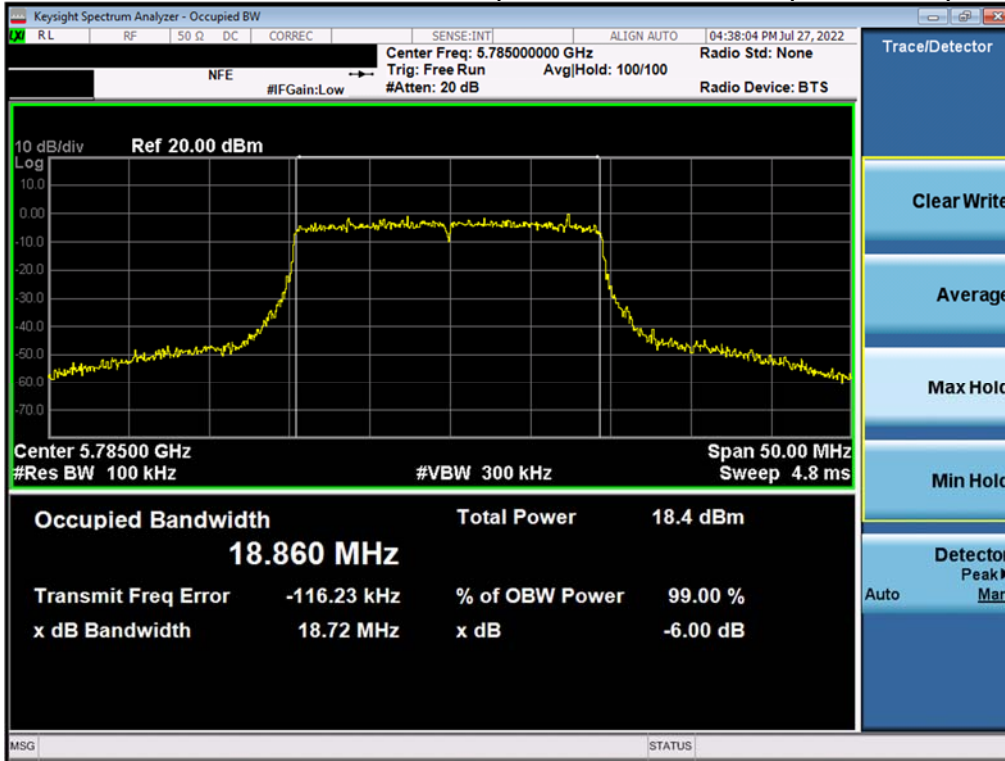 Keysight Spectrum Analyzer - Occupied BW
LXI RL RF 50 Ω DC CORREC SENSE:INT ALIGN AUTO 04:38:04 PM Jul 27, 2022
Center Freq: 5.785000000 GHz Radio Std: None
NFE Trig: Free Run Avg|Hold: 100/100
#IFGain:Low #Atten: 20 dB Radio Device: BTS
Trace/Detector
10 dB/div Ref 20.00 dBm
Log
10.0
0.00
-10.0
-20.0
-30.0
-40.0
-50.0
-60.0
-70.0
Center 5.78500 GHz Span 50.00 MHz
#Res BW 100 kHz #VBW 300 kHz Sweep 4.8 ms
Occupied Bandwidth Total Power 18.4 dBm
18.860 MHz
Transmit Freq Error -116.23 kHz % of OBW Power 99.00 %
x dB Bandwidth 18.72 MHz x dB -6.00 dB
Clear Write
Average
Max Hold
Min Hold
Detector
Peak
Auto Man
MSG STATUS